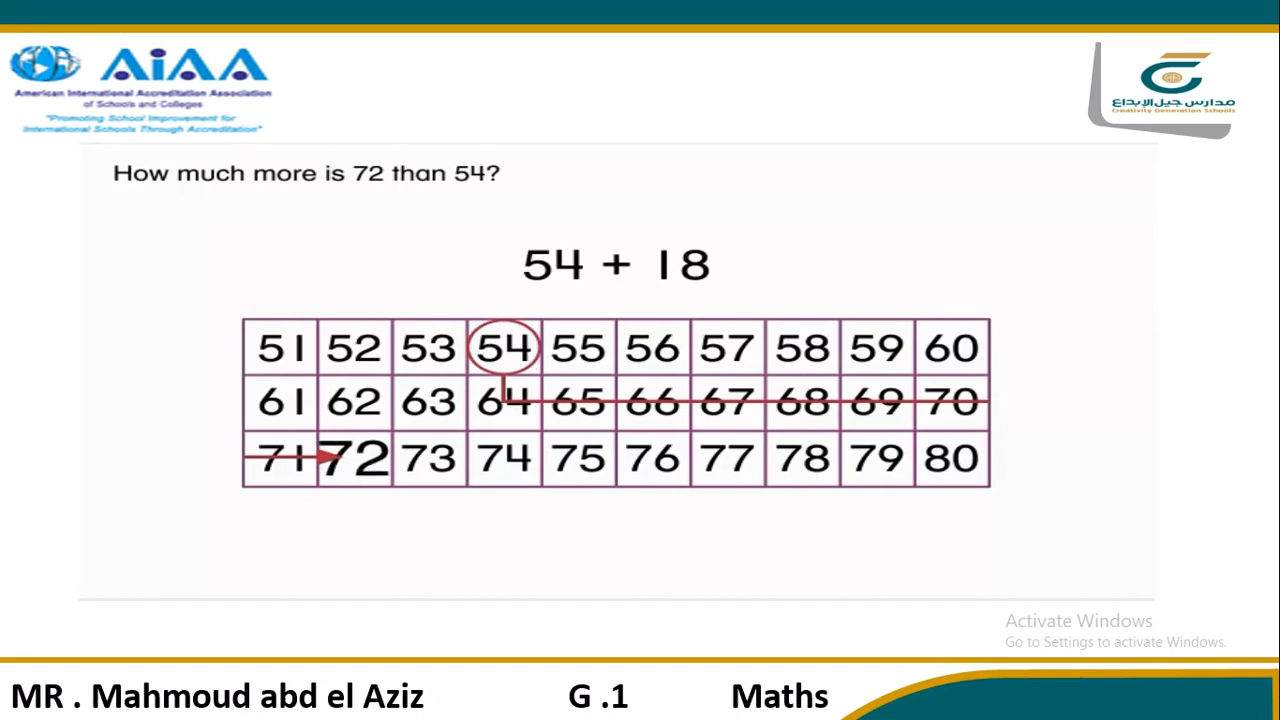 AiAA
American International Accreditation Association
of Schools and Colleges
"Promoting School Improvement for
International Schools Through Accreditation"
مدارس جيل الإبداع
Creativity Generation Schools
How much more is 72 than 54?
54 + 18
51 52 53 54 55 56 57 58 59 60
61 62 63 64 65 66 67 68 69 70
71 72 73 74 75 76 77 78 79 80
Activate Windows
Go to Settings to activate Windows.
MR . Mahmoud abd el Aziz G .1 Maths